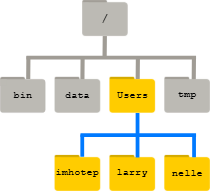 /
bin data Users tmp
imhotep larry nelle